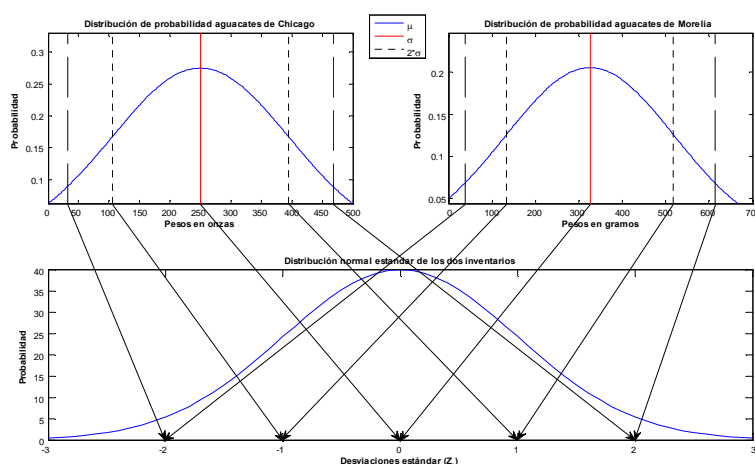 Distribución de probabilidad aguacates de Chicago
μ
σ
2*σ
Distribución de probabilidad aguacates de Morelia
Probabilidad
0.3
0.25
0.2
0.15
0.1
0 50 100 150 200 250 300 350 400 450 500
Pesos en onzas
Probabilidad
0.2
0.15
0.1
0.05
0 100 200 300 400 500 600 700
Pesos en gramos
Distribución normal estándar de los dos inventarios
Probabilidad
40
35
30
25
20
15
10
5
0
-3 -2 -1 0 1 2 3
Desviaciones estándar (Z,)